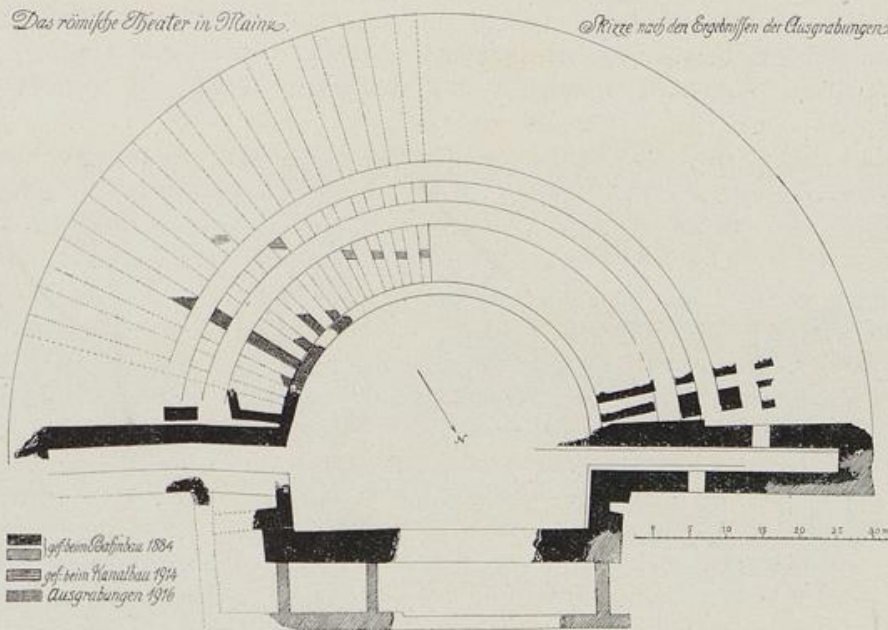 Das römische Theater in Mainz.
Skizze nach den Ergebnissen der Ausgrabungen
N
gef. beim Bahnbau 1884
gef. beim Kanalbau 1914
Ausgrabungen 1916
5 10 15 20 25 30 m